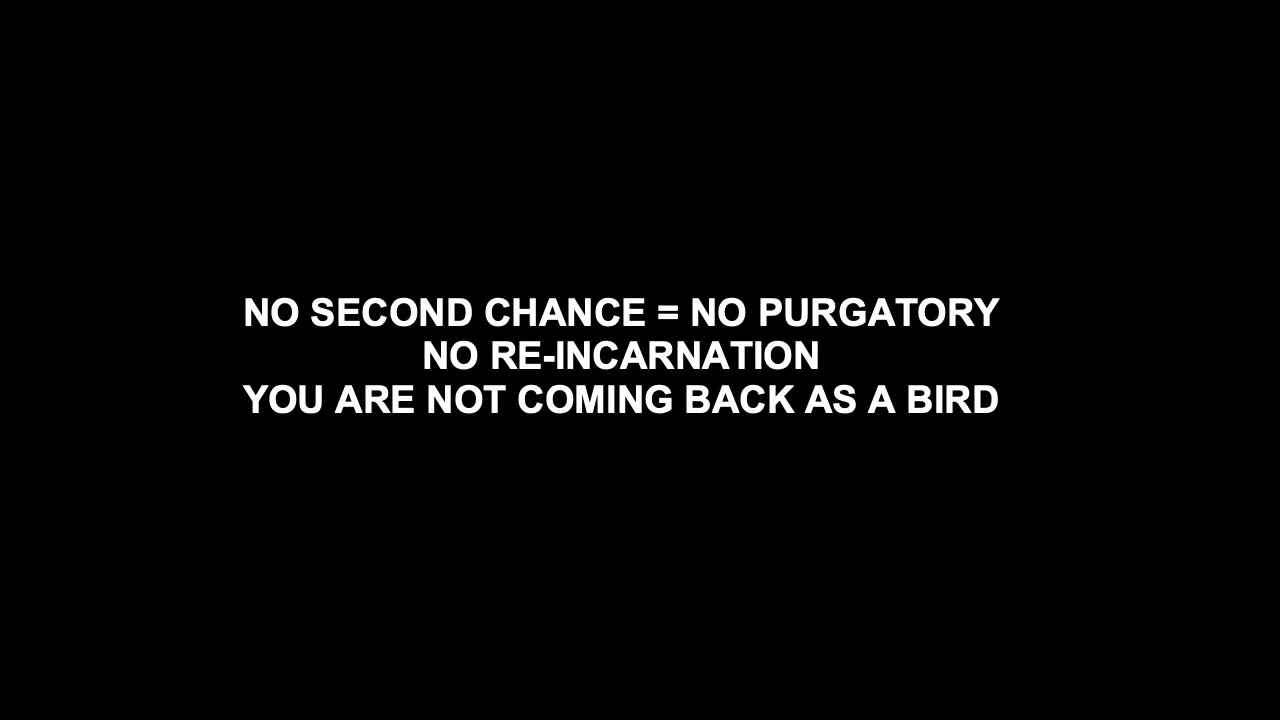 NO SECOND CHANCE = NO PURGATORY
NO RE-INCARNATION
YOU ARE NOT COMING BACK AS A BIRD